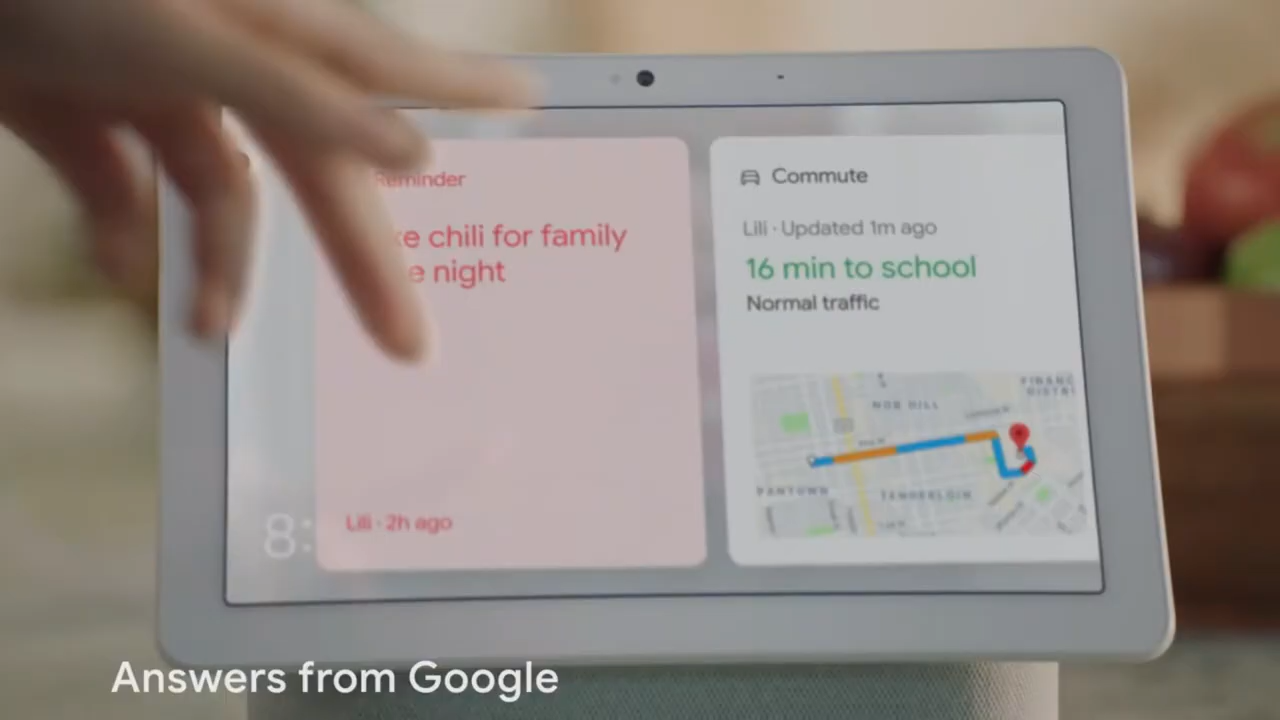 Reminder
ke chili for family
e night
Lili · 2h ago
8:
Commute
Lili · Updated 1m ago
16 min to school
Normal traffic
NOB HILL
TENDERLOIN
Answers from Google